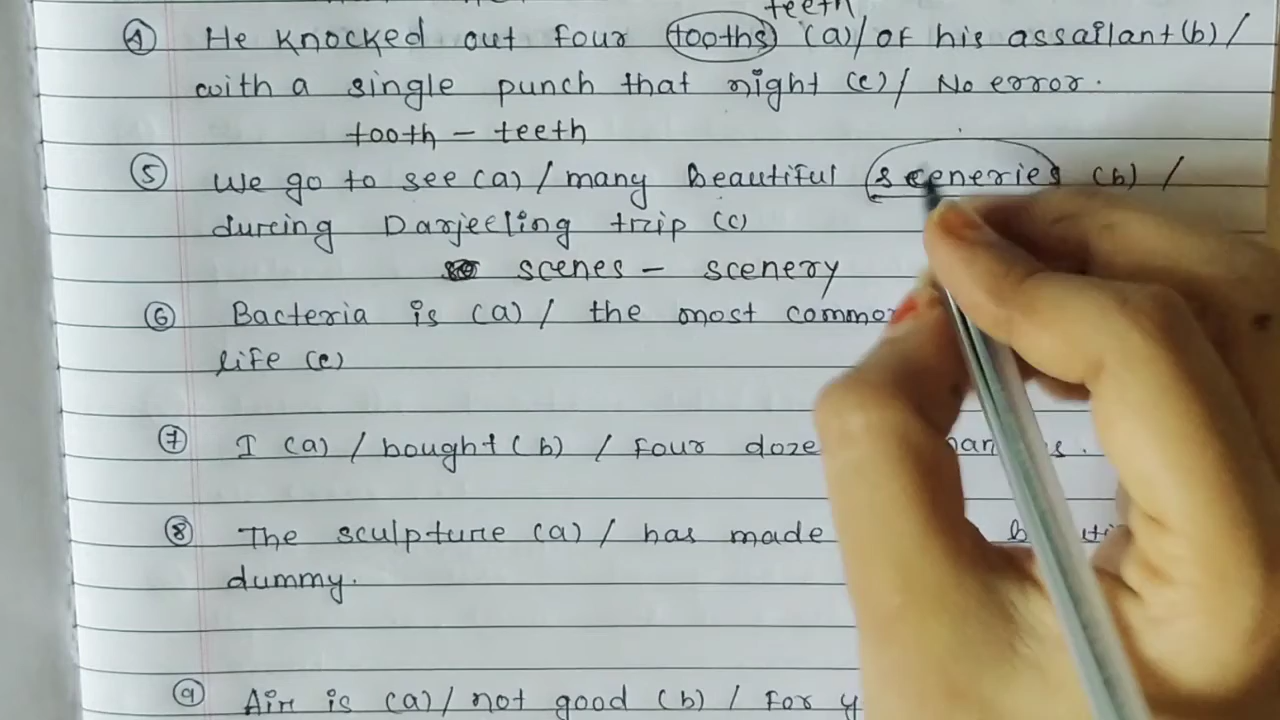 teeth
④ He knocked out four tooths (a)/of his assailant(b)/
with a single punch that night (c)/ No error.
tooth - teeth
⑤ We go to see (a) / many beautiful sceneries (b) /
during Darjeeling trip (c)
scenes - scenery
⑥ Bacteria is (a) / the most
life (c)
⑦ I (a) / bought (b) / four
⑧ The sculpture (a) / has made
dummy.
⑨ Air is (a) / not good (b) / for